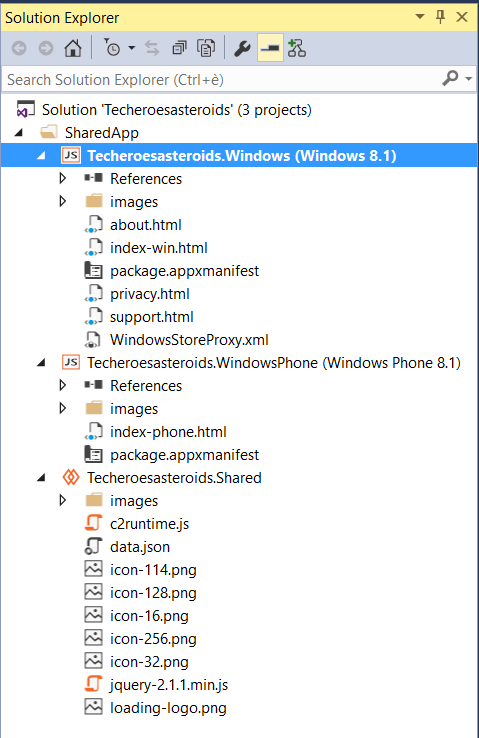 Solution Explorer
Search Solution Explorer (Ctrl+è)
Solution 'Techeroesasteroids' (3 projects)
SharedApp
JS Techeroesasteroids.Windows (Windows 8.1)
References
images
about.html
index-win.html
package.appxmanifest
privacy.html
support.html
WindowsStoreProxy.xml
JS Techeroesasteroids.WindowsPhone (Windows Phone 8.1)
References
images
index-phone.html
package.appxmanifest
Techeroesasteroids.Shared
images
c2runtime.js
data.json
icon-114.png
icon-128.png
icon-16.png
icon-256.png
icon-32.png
jquery-2.1.1.min.js
loading-logo.png